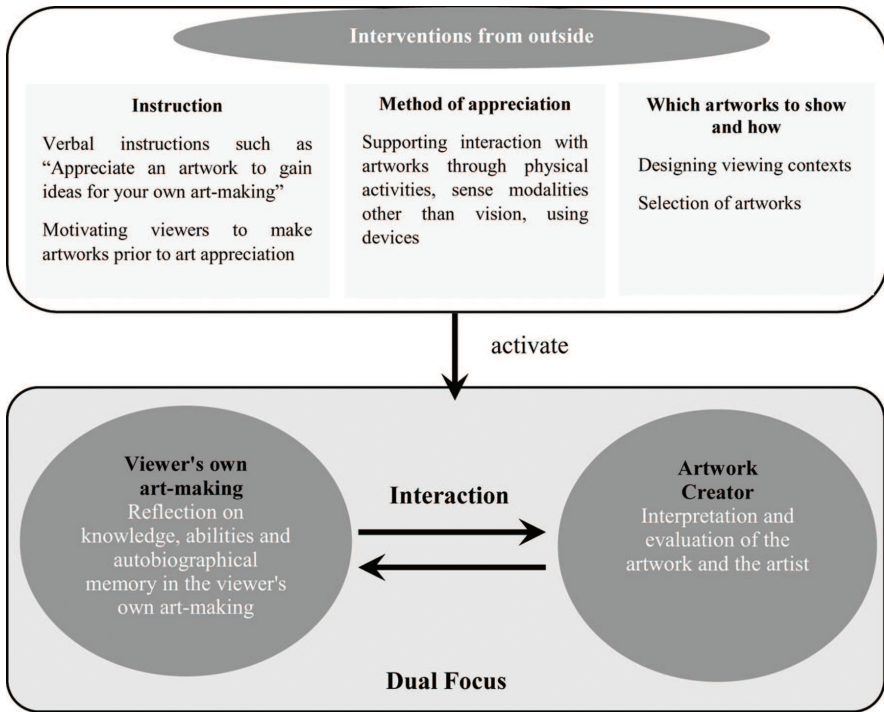 Interventions from outside
Instruction
Verbal instructions such as
“Appreciate an artwork to gain
ideas for your own art-making”
Motivating viewers to make
artworks prior to art appreciation
Method of appreciation
Supporting interaction with
artworks through physical
activities, sense modalities
other than vision, using
devices
Which artworks to show
and how
Designing viewing contexts
Selection of artworks
activate
Viewer's own
art-making
Reflection on
knowledge, abilities and
autobiographical
memory in the viewer's
own art-making
Interaction
Artwork
Creator
Interpretation and
evaluation of the
artwork and the artist
Dual Focus